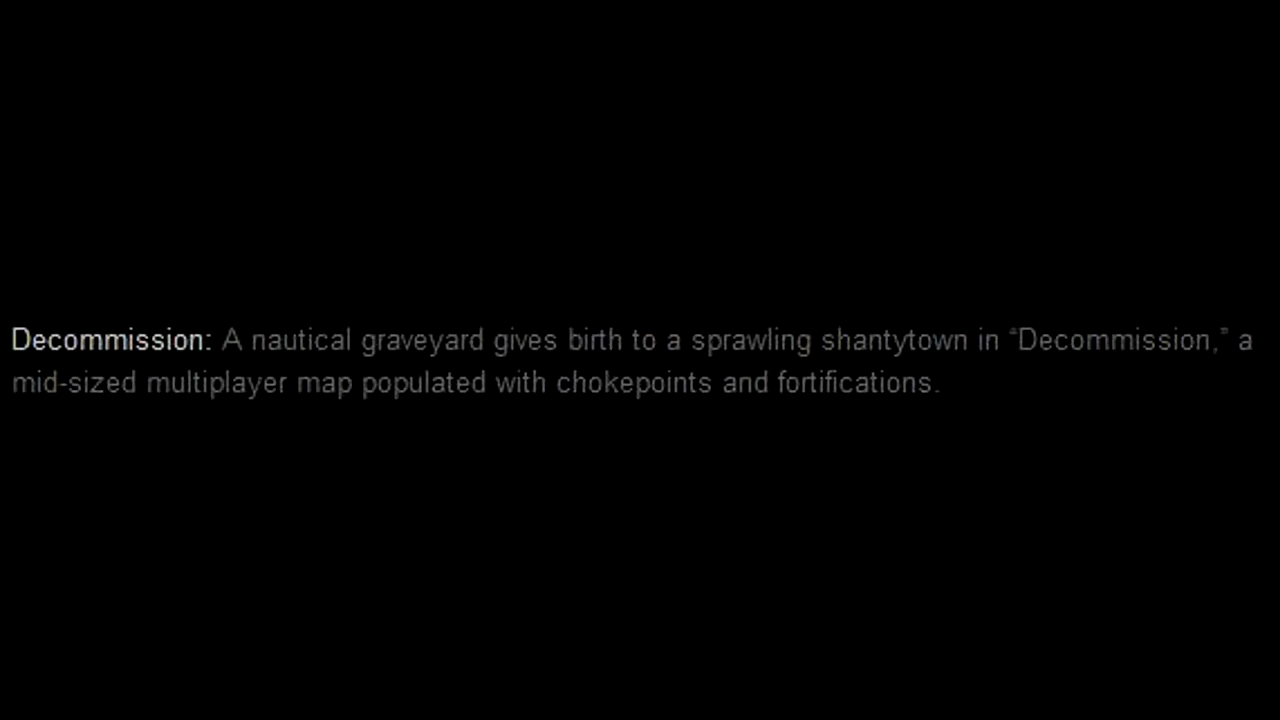 Decommission: A nautical graveyard gives birth to a sprawling shantytown in “Decommission,” a
mid-sized multiplayer map populated with chokepoints and fortifications.